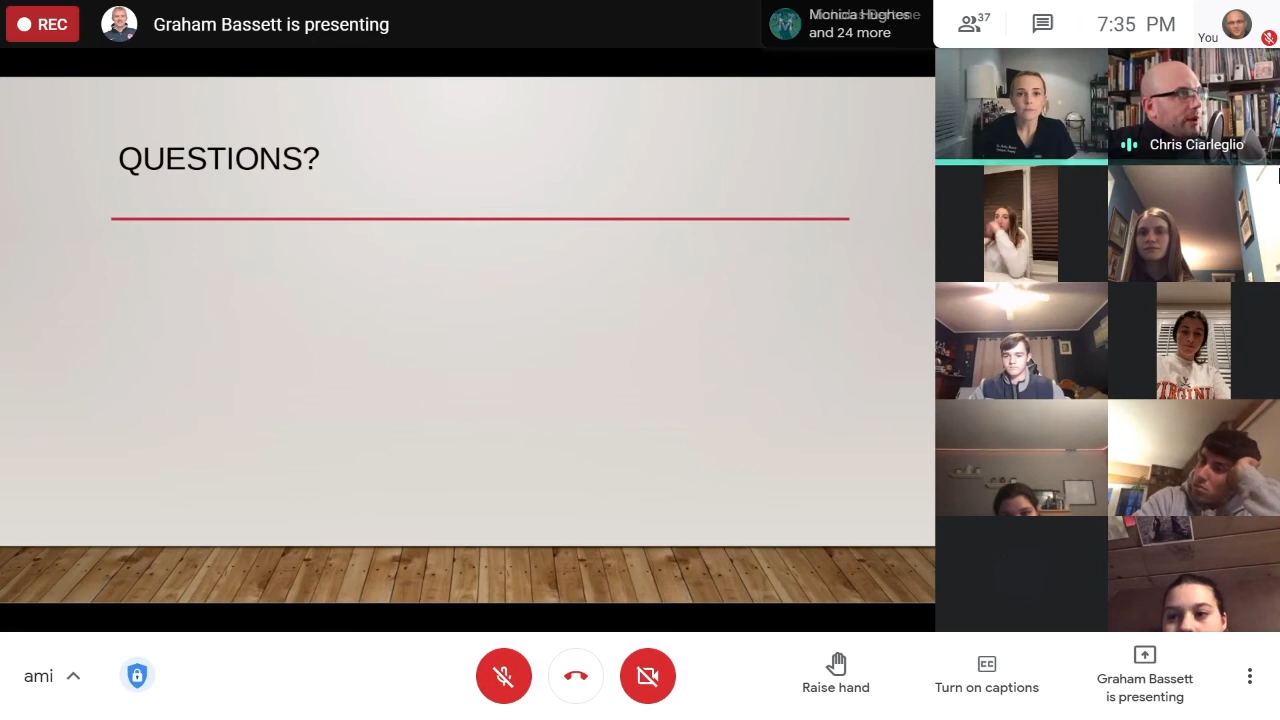 REC
Graham Bassett is presenting
Monica Hughes
and 24 more
37
7:35 PM
You
QUESTIONS?
Chris Ciarleglio
VIRGINI
ami
Raise hand
Turn on captions
Graham Bassett
is presenting